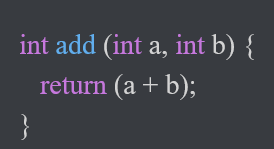 int add (int a, int b) {
return (a + b);
}